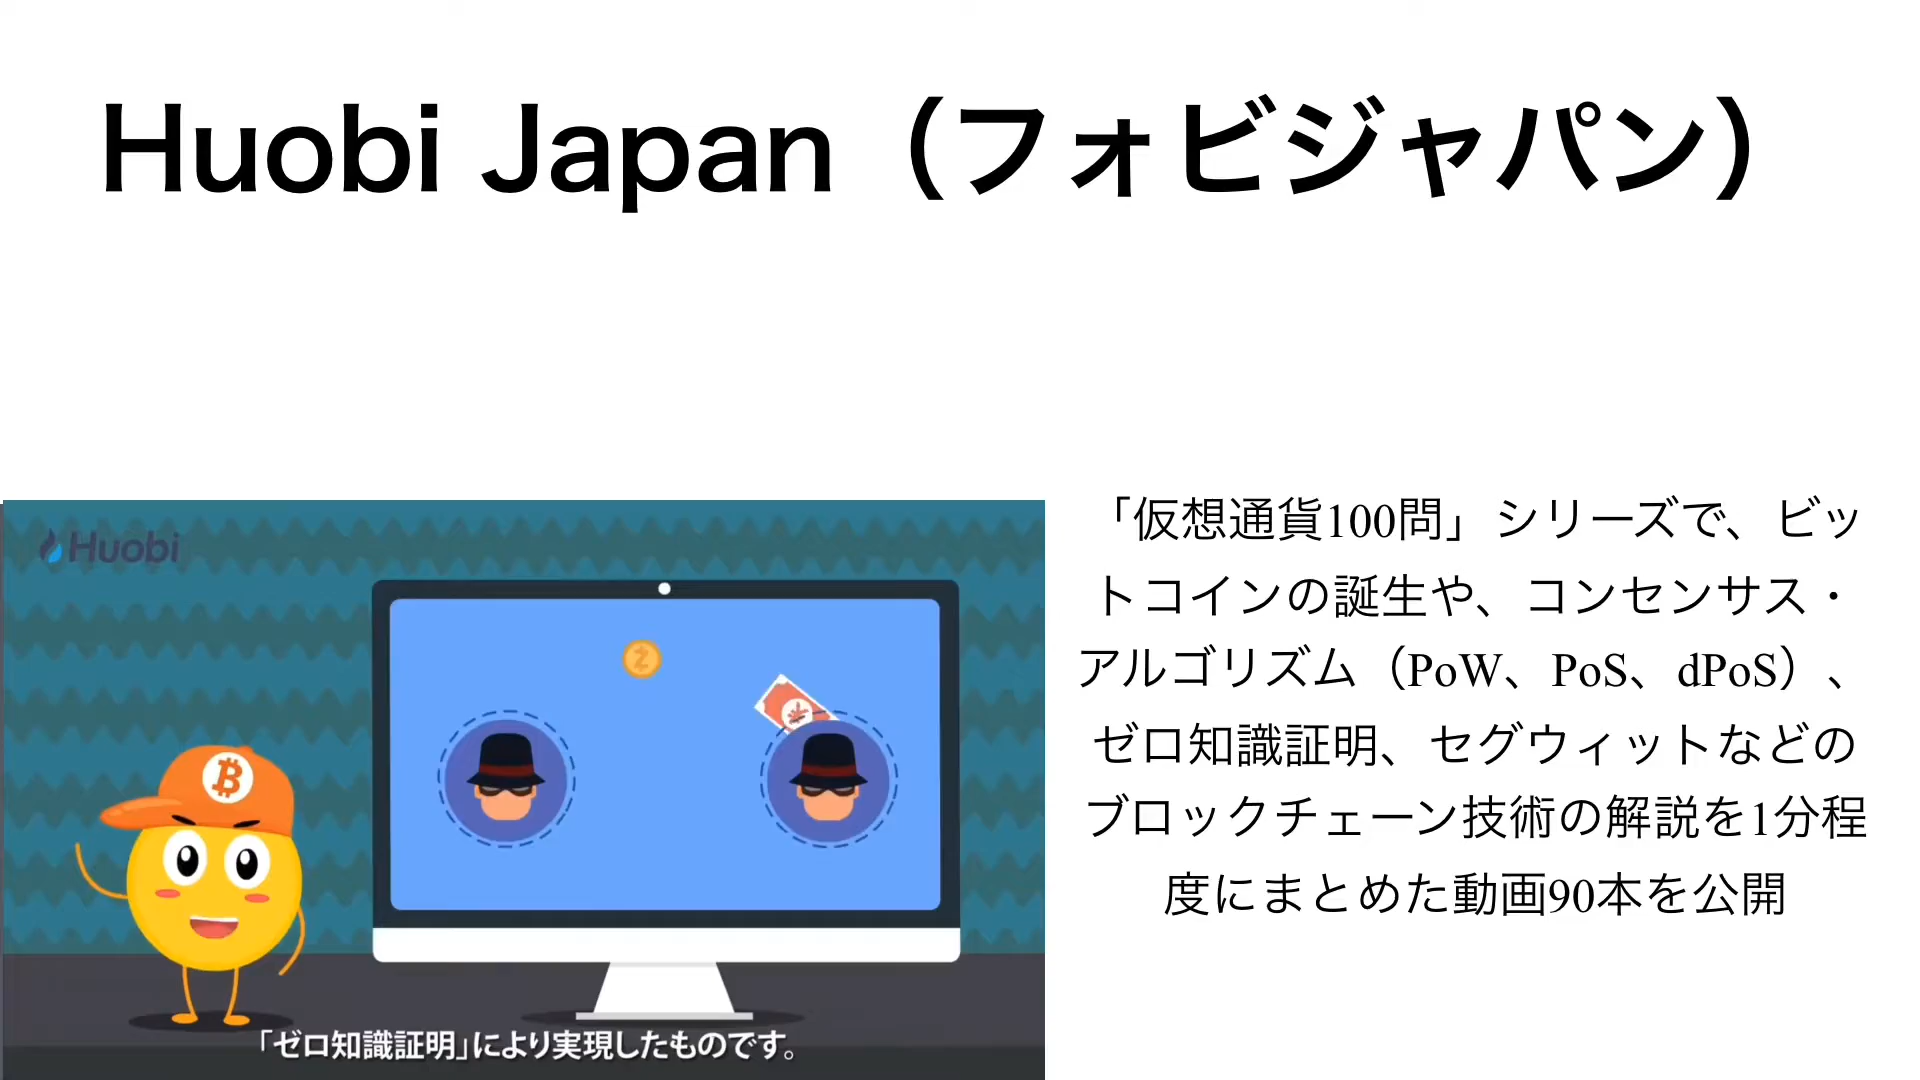 Huobi Japan（フォビジャパン）
Huobi
「ゼロ知識証明」により実現したものです。
「仮想通貨100問」シリーズで、ビッ
トコインの誕生や、コンセンサス・
アルゴリズム（PoW、PoS、dPoS）、
ゼロ知識証明、セグウィットなどの
ブロックチェーン技術の解説を1分程
度にまとめた動画90本を公開